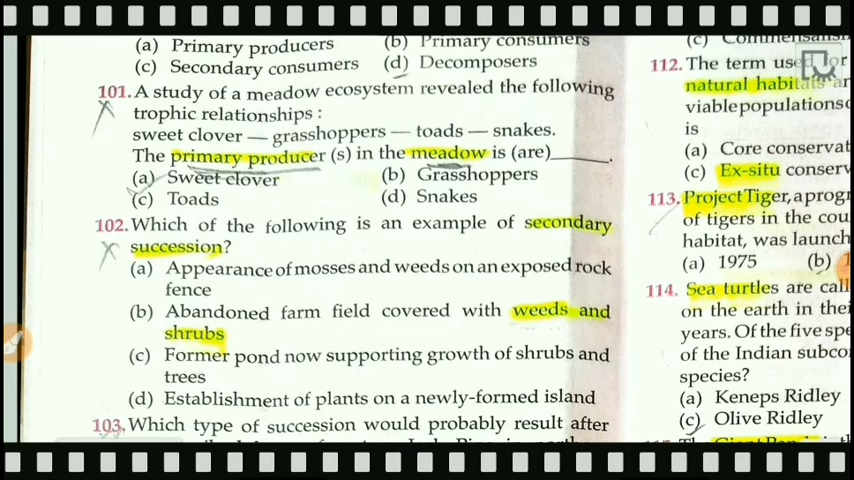 (a) Primary producers (b) Primary consumers
(c) Secondary consumers (d) Decomposers
101. A study of a meadow ecosystem revealed the following
trophic relationships :
sweet clover — grasshoppers — toads — snakes.
The primary producer (s) in the meadow is (are)______.
(a) Sweet clover (b) Grasshoppers
(c) Toads (d) Snakes
102. Which of the following is an example of secondary
succession?
(a) Appearance of mosses and weeds on an exposed rock
fence
(b) Abandoned farm field covered with weeds and
shrubs
(c) Former pond now supporting growth of shrubs and
trees
(d) Establishment of plants on a newly-formed island
103. Which type of succession would probably result after
(c) Commensalism
112. The term used for
natural habitats
viable populations
is
(a) Core conservat
(c) Ex-situ conserv
113. Project Tiger, a progr
of tigers in the cou
habitat, was launch
(a) 1975 (b)
114. Sea turtles are call
on the earth in thei
years. Of the five spe
of the Indian subco
species?
(a) Keneps Ridley
(c) Olive Ridley